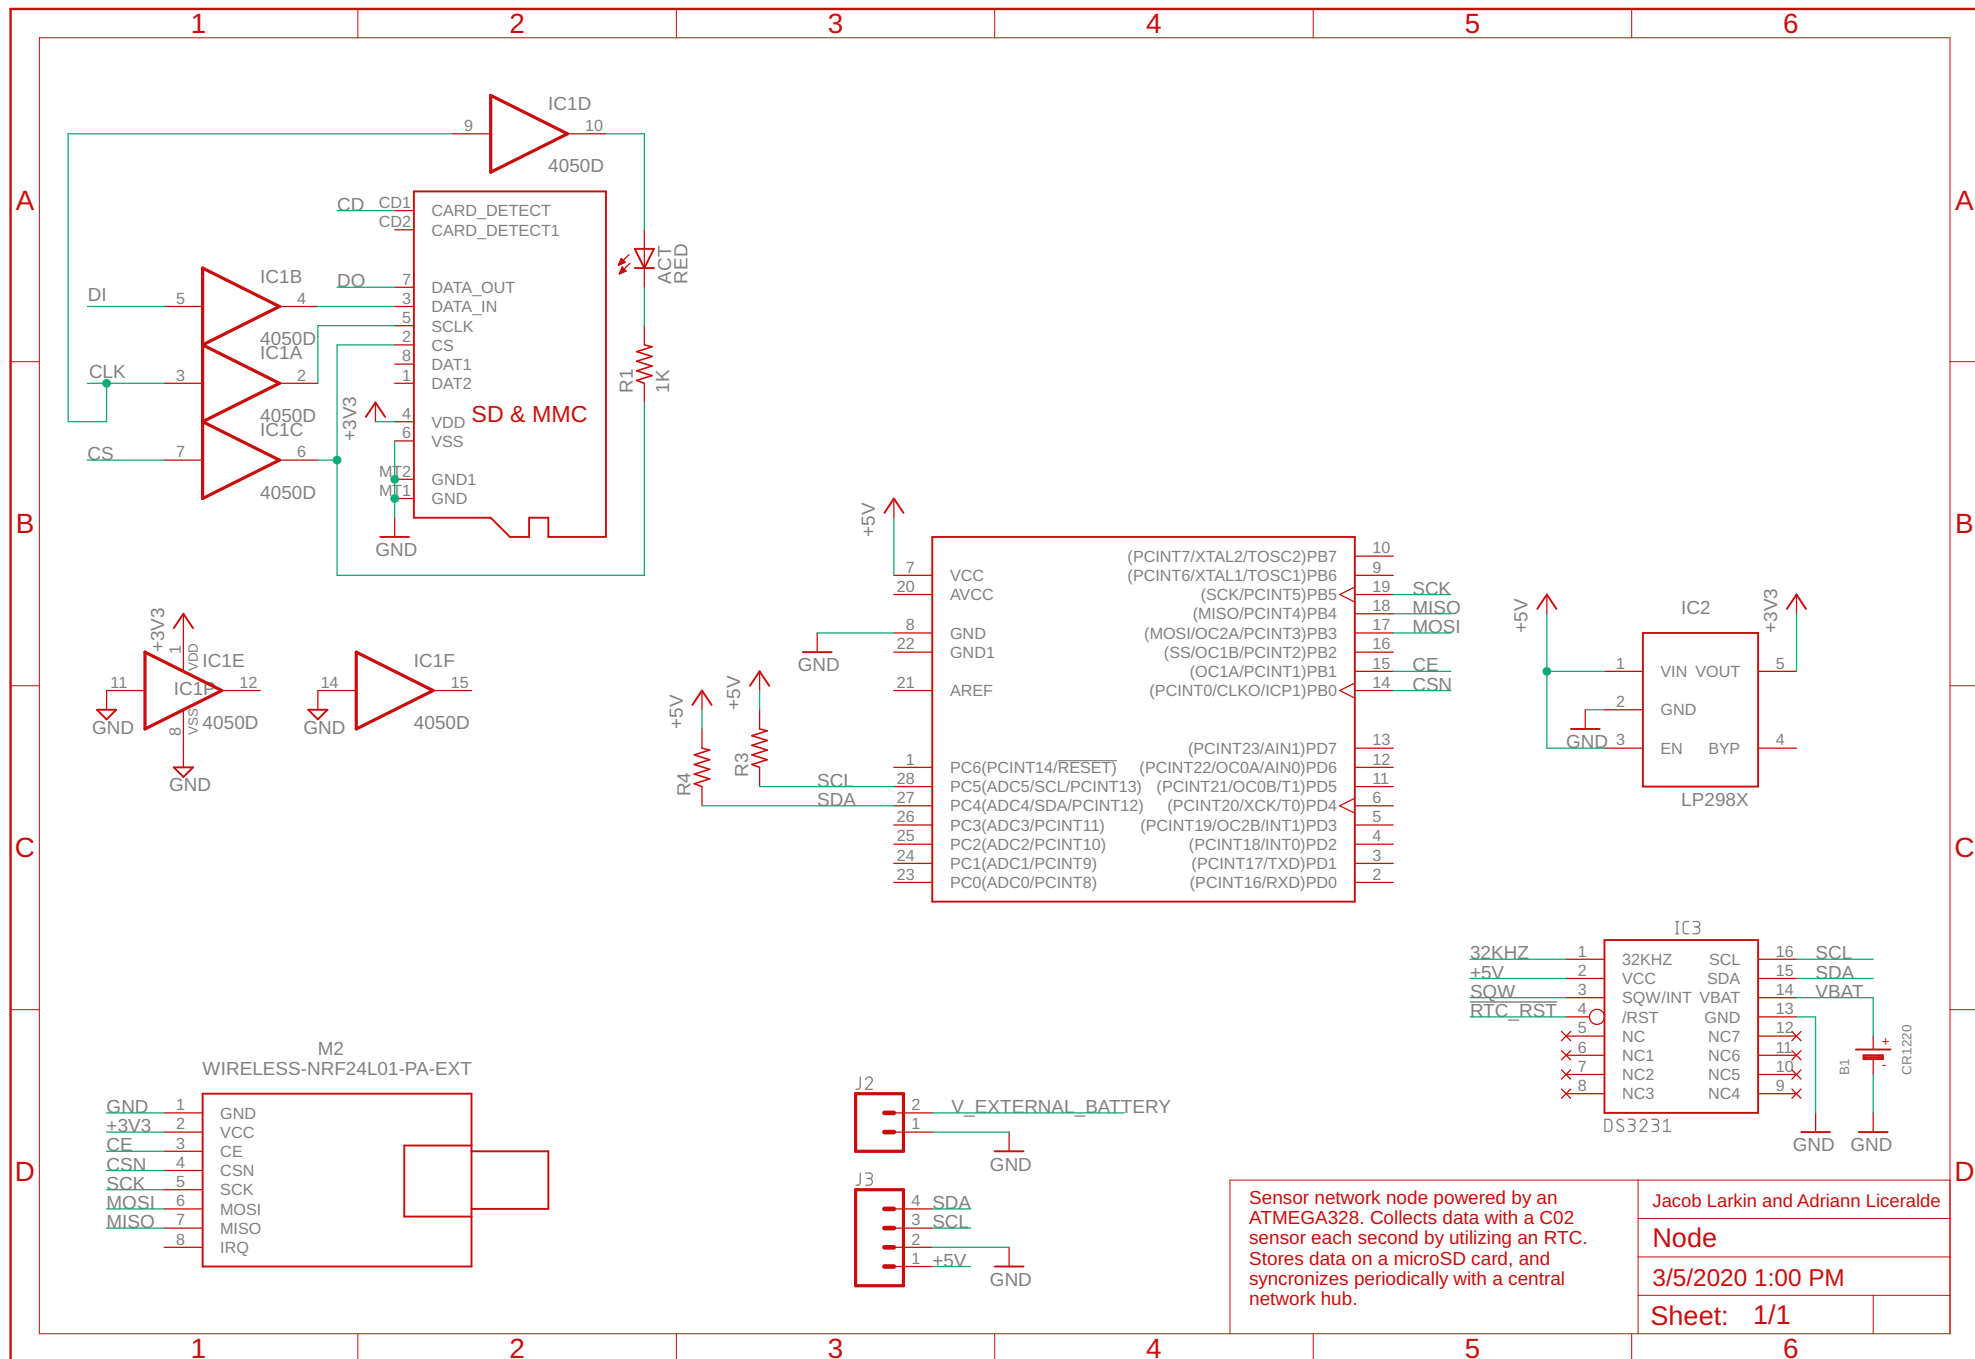 1 2 3 4 5 6
A A
B B
C C
D D
IC1D
9 10
4050D
CD CD1 CARD_DETECT
CD2 CARD_DETECT1
DO 7 DATA_OUT
3 DATA_IN
5 SCLK
2 CS
8 DAT1
1 DAT2
+3V3 4 VDD
6 VSS
SD & MMC
MT2 GND1
MT1 GND
GND
IC1B
DI 5 4
4050D
IC1A
CLK 3 2
4050D
IC1C
CS 7 6
4050D
ACT
RED
R1
1K
+3V3
1 VDD
IC1E
11 12
IC1P
4050D
GND
8 VSS
GND
IC1F
14 15
4050D
GND
+5V
7 VCC
20 AVCC
8 GND
GND
22 GND1
21 AREF
+5V
+5V
R4
R3
1 PC6(PCINT14/RESET)
SCL 28 PC5(ADC5/SCL/PCINT13)
SDA 27 PC4(ADC4/SDA/PCINT12)
26 PC3(ADC3/PCINT11)
25 PC2(ADC2/PCINT10)
24 PC1(ADC1/PCINT9)
23 PC0(ADC0/PCINT8)
(PCINT7/XTAL2/TOSC2)PB7 10
(PCINT6/XTAL1/TOSC1)PB6 9
(SCK/PCINT5)PB5 19 SCK
(MISO/PCINT4)PB4 18 MISO
(MOSI/OC2A/PCINT3)PB3 17 MOSI
(SS/OC1B/PCINT2)PB2 16
(OC1A/PCINT1)PB1 15 CE
(PCINT0/CLKO/ICP1)PB0 14 CSN
(PCINT23/AIN1)PD7 13
(PCINT22/OC0A/AIN0)PD6 12
(PCINT21/OC0B/T1)PD5 11
(PCINT20/XCK/T0)PD4 6
(PCINT19/OC2B/INT1)PD3 5
(PCINT18/INT0)PD2 4
(PCINT17/TXD)PD1 3
(PCINT16/RXD)PD0 2
+5V
IC2
+3V3
1 VIN VOUT 5
2 GND
GND
3 EN BYP 4
LP298X
IC3
32KHZ 1 32KHZ SCL 16 SCL
+5V 2 VCC SDA 15 SDA
SQW 3 SQW/INT VBAT 14 VBAT
RTC_RST 4 /RST GND 13
5 NC NC7 12
6 NC1 NC6 11
7 NC2 NC5 10
8 NC3 NC4 9
DS3231
B1
+
-
CR1220
GND GND
M2
WIRELESS-NRF24L01-PA-EXT
GND 1 GND
+3V3 2 VCC
CE 3 CE
CSN 4 CSN
SCK 5 SCK
MOSI 6 MOSI
MISO 7 MISO
8 IRQ
J2
2 V_EXTERNAL_BATTERY
1
GND
J3
4 SDA
3 SCL
2
1 +5V
GND
Sensor network node powered by an
ATMEGA328. Collects data with a C02
sensor each second by utilizing an RTC.
Stores data on a microSD card, and
syncronizes periodically with a central
network hub.
Jacob Larkin and Adriann Liceralde
Node
3/5/2020 1:00 PM
Sheet: 1/1
1 2 3 4 5 6